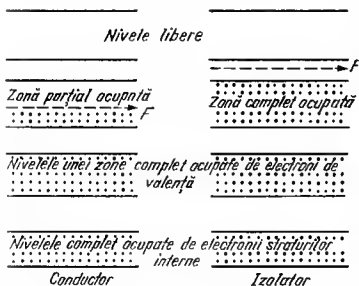 Nivele libere
F
Zonă parțial ocupată
F
Zonă complet ocupată
Nivelele unei zone complet ocupate de electroni de
valență
Nivelele complet ocupate de electronii straturilor
interne
Conductor
Izolator